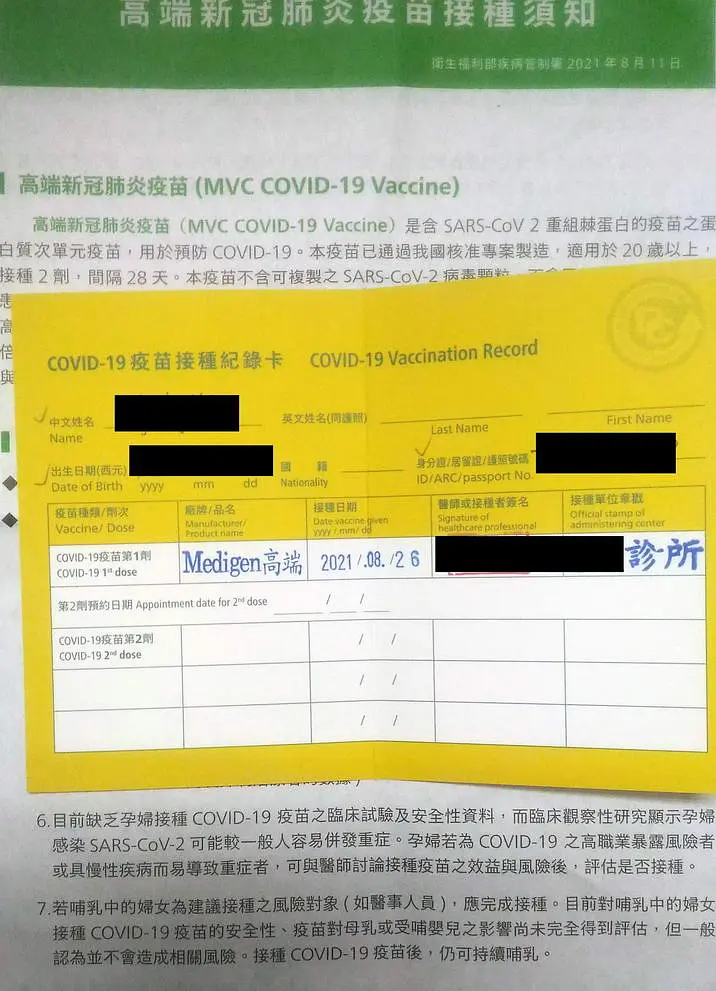 高端新冠肺炎疫苗接種須知
衛生福利部疾病管制署 2021 年 8 月 11 日
高端新冠肺炎疫苗 (MVC COVID-19 Vaccine)
高端新冠肺炎疫苗（MVC COVID-19 Vaccine）是含 SARS-CoV 2 重組棘蛋白的疫苗之蛋
白質次單元疫苗，用於預防 COVID-19。本疫苗已通過我國核准專案製造，適用於 20 歲以上，
接種 2 劑，間隔 28 天。本疫苗不含可複製之 SARS-CoV-2 病毒顆粒，不含
高
倍
與
COVID-19 疫苗接種紀錄卡 COVID-19 Vaccination Record
中文姓名 英文姓名(同護照)
Name Last Name First Name
出生日期(西元) 國籍 身分證/居留證/護照號碼
Date of Birth yyyy mm dd Nationality ID/ARC/passport No.
疫苗種類/劑次 廠牌/品名 接種日期 醫師或接種者簽名 接種單位章戳
Vaccine/ Dose Manufacturer/ Product name Date vaccine given yyyy / mm/ dd Signature of healthcare professional Official stamp of administering center
COVID-19疫苗第1劑 Medigen高端 2021/.08./26 診所
COVID-19 1st dose
第2劑預約日期 Appointment date for 2nd dose / /
COVID-19疫苗第2劑 / /
COVID-19 2nd dose
/ /
/ /
6.目前缺乏孕婦接種 COVID-19 疫苗之臨床試驗及安全性資料，而臨床觀察性研究顯示孕婦
感染 SARS-CoV-2 可能較一般人容易併發重症。孕婦若為 COVID-19 之高職業暴露風險者
或具慢性疾病而易導致重症者，可與醫師討論接種疫苗之效益與風險後，評估是否接種。
7.若哺乳中的婦女為建議接種之風險對象 (如醫事人員)，應完成接種。目前對哺乳中的婦女
接種 COVID-19 疫苗的安全性、疫苗對母乳或受哺嬰兒之影響尚未完全得到評估，但一般
認為並不會造成相關風險。接種 COVID-19 疫苗後，仍可持續哺乳。